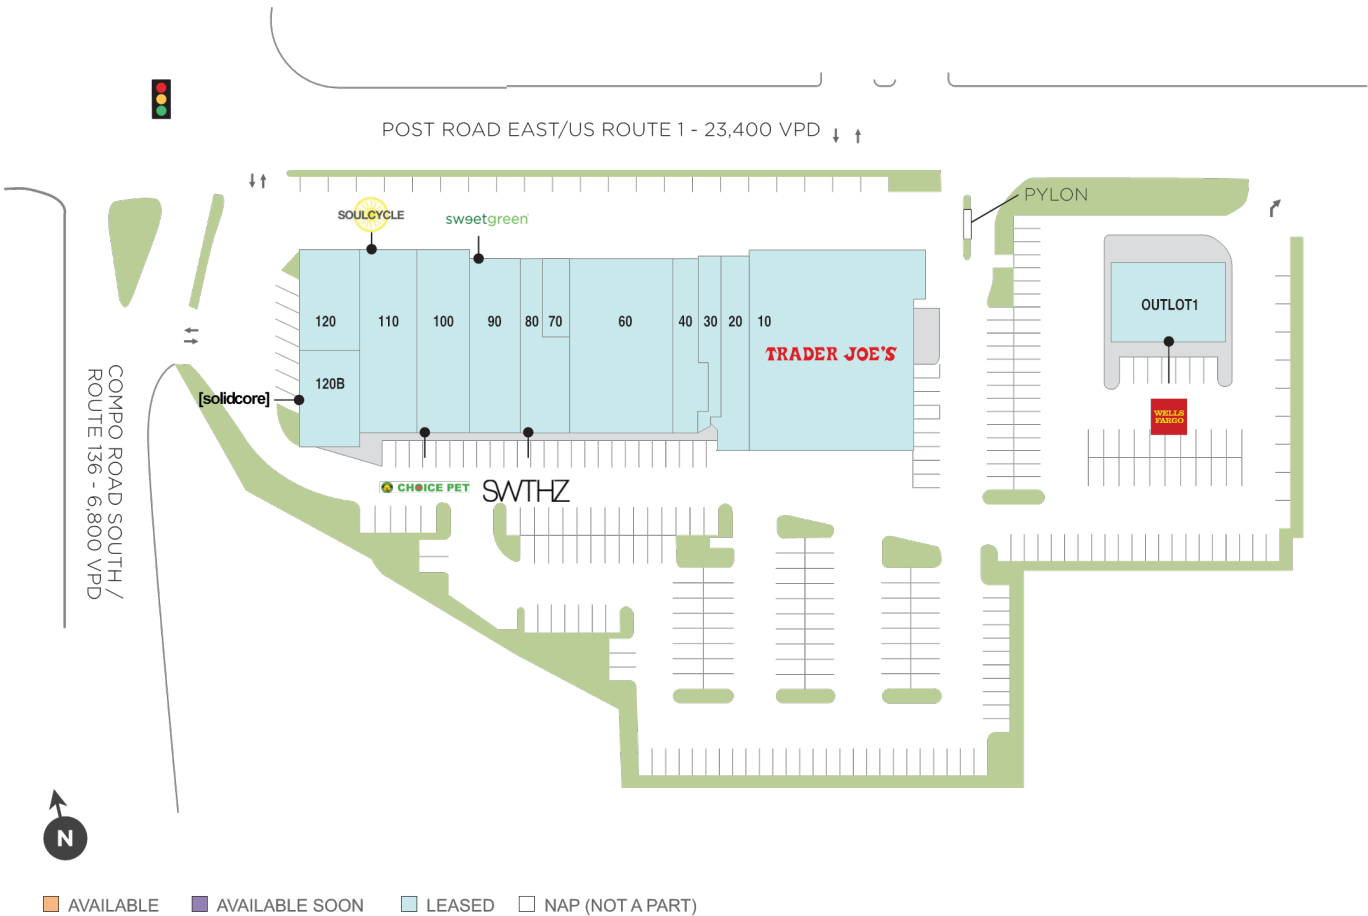 POST ROAD EAST/US ROUTE 1 - 23,400 VPD
PYLON
SOULCYCLE
sweetgreen
120
110
100
90
80
70
60
40
30
20
10
TRADER JOE'S
OUTLOT1
120B
[solidcore]
WELLS
FARGO
CHOICE PET
SWTHZ
COMPO ROAD SOUTH /
ROUTE 136 - 6,800 VPD
N
AVAILABLE
AVAILABLE SOON
LEASED
NAP (NOT A PART)